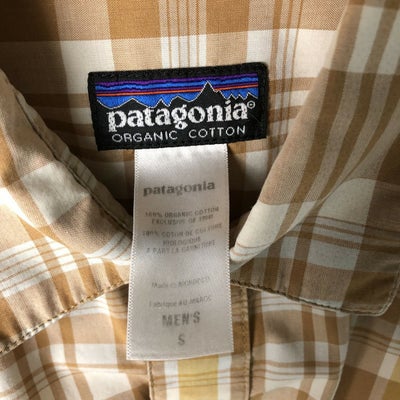 patagonia®
ORGANIC COTTON
patagonia
100% ORGANIC COTTON
EXCLUSIVE OF TRIM
100% COTON DE CULTURE
BIOLOGIQUE
À PART LA GARNITURE
Made in MOROCCO
Fabriqué au MAROC
MEN'S
S